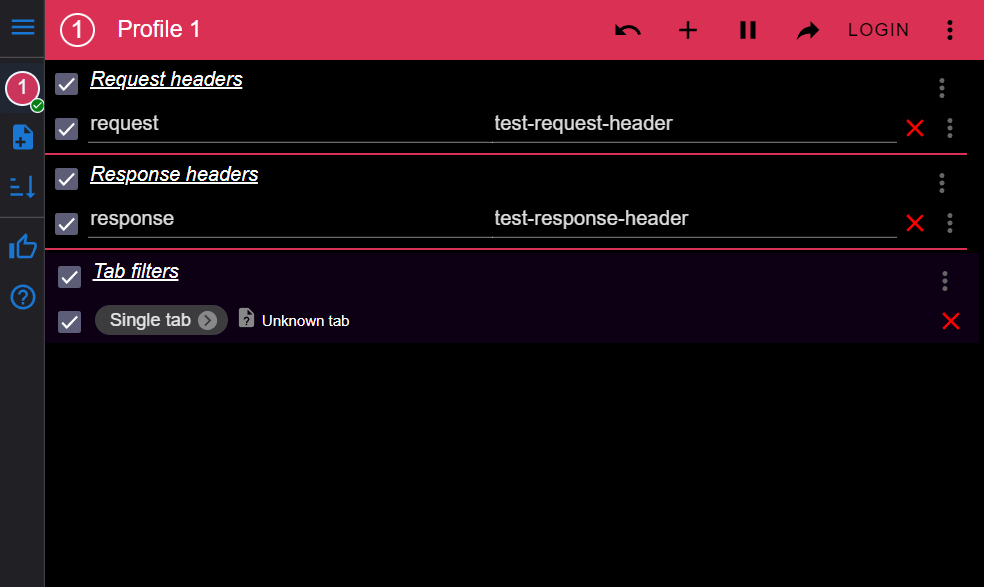 1 Profile 1 LOGIN
1
Request headers
request test-request-header
Response headers
response test-response-header
Tab filters
Single tab Unknown tab